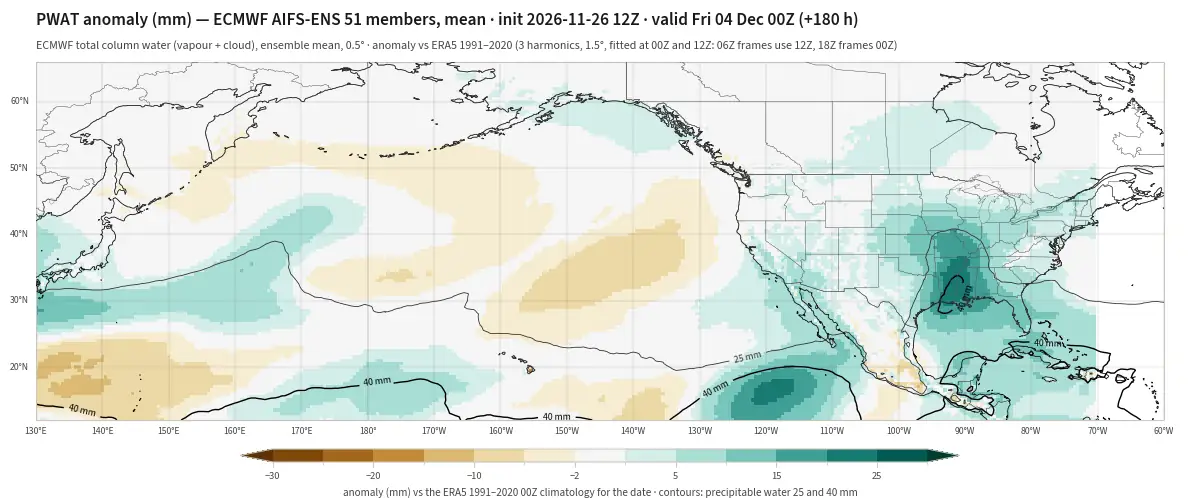 PWAT anomaly (mm) — ECMWF AIFS-ENS 51 members, mean · init 2026-11-26 12Z · valid Fri 04 Dec 00Z (+180 h)
ECMWF total column water (vapour + cloud), ensemble mean, 0.5° · anomaly vs ERA5 1991–2020 (3 harmonics, 1.5°, fitted at 00Z and 12Z: 06Z frames use 12Z, 18Z frames 00Z)
60°N
50°N
40°N
30°N
40 mm
40 mm
25 mm
20°N
40 mm
40 mm
40 mm
40 mm
130°E 140°E 150°E 160°E 170°E 180° 170°W 160°W 150°W 140°W 130°W 120°W 110°W 100°W 90°W 80°W 70°W 60°W
−30 −20 −10 −2 5 15 25
anomaly (mm) vs the ERA5 1991–2020 00Z climatology for the date · contours: precipitable water 25 and 40 mm